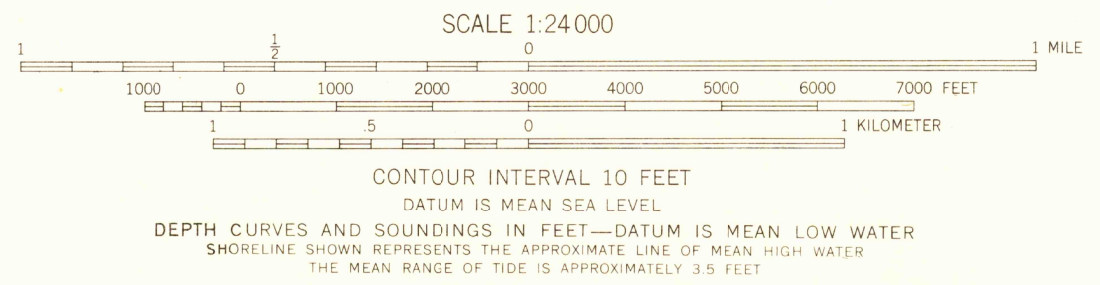 SCALE 1:24000
1 ½ 0 1 MILE
1000 0 1000 2000 3000 4000 5000 6000 7000 FEET
1 .5 0 1 KILOMETER
CONTOUR INTERVAL 10 FEET
DATUM IS MEAN SEA LEVEL
DEPTH CURVES AND SOUNDINGS IN FEET—DATUM IS MEAN LOW WATER
SHORELINE SHOWN REPRESENTS THE APPROXIMATE LINE OF MEAN HIGH WATER
THE MEAN RANGE OF TIDE IS APPROXIMATELY 3.5 FEET